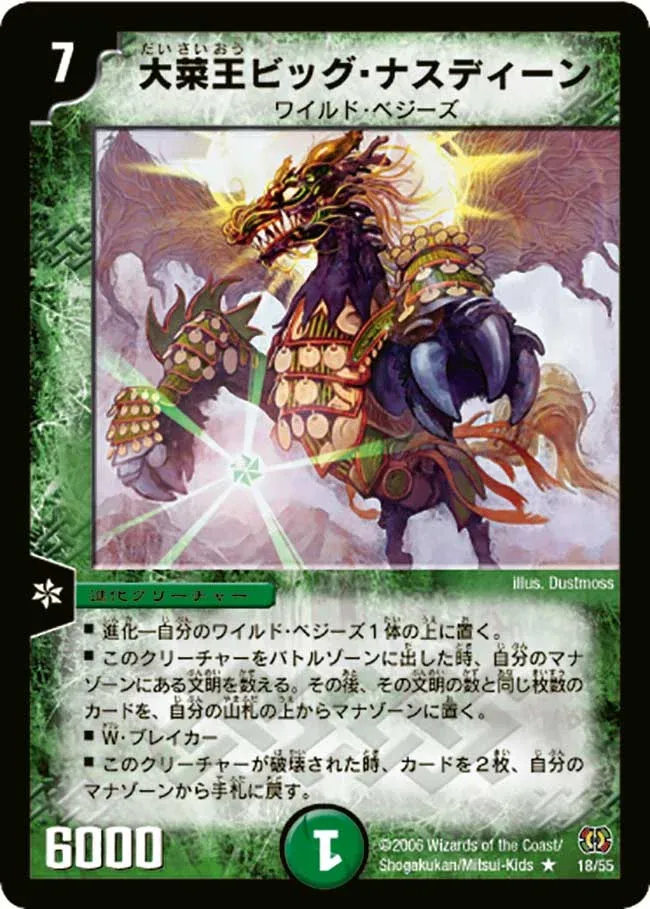 7
だいさいおう
大菜王ビッグ・ナスディーン
ワイルド・ベジーズ
illus. Dustmoss
進化クリーチャー
■ 進化―自分のワイルド・ベジーズ1体の上に置く。
■ このクリーチャーをバトルゾーンに出した時、自分のマナ
ゾーンにある文明を数える。その後、その文明の数と同じ枚数の
カードを、自分の山札の上からマナゾーンに置く。
■ W・ブレイカー
■ このクリーチャーが破壊された時、カードを2枚、自分の
マナゾーンから手札に戻す。
6000
1
©2006 Wizards of the Coast/
Shogakukan/Mitsui-Kids ★ 18/55